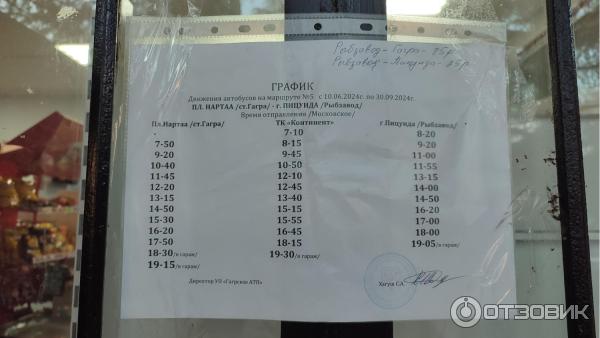 Рыбзавод - Гагра -
Рыбзавод -
ГРАФИК
Движения автобусов на маршруте №5 с 10.06.2024г. по 30.09.2024г.
ПЛ. НАРТАА /ст.Гагра/ - г. ПИЦУНДА /Рыбзавод/
Время отправления /Московское/
Пл.Нартаа /ст.Гагра/ ТК «Континент» г Пицунда /Рыбзавод/
- 7-10 8-20
7-50 8-15 9-20
9-20 9-45 11-00
10-40 10-50 11-55
11-45 12-10 13-15
12-20 12-45 14-00
13-15 13-40 14-50
14-50 15-15 16-20
15-30 15-55 17-00
16-20 16-45 18-00
17-50 18-15 19-05 /в гараж/
18-30 /в гараж/ 19-30 /в гараж/
19-15 /в гараж/
Директор УП «Гагрское АТП» Хагуш С.А.
ОТЗОВИК